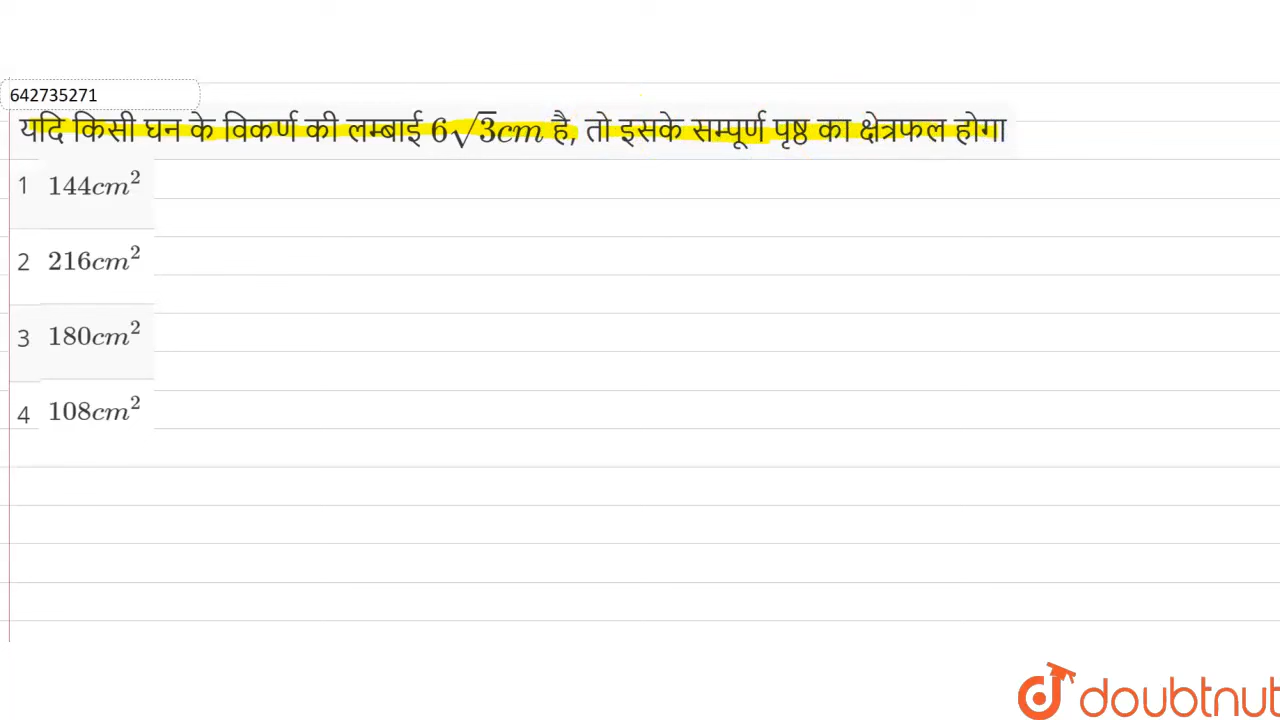 642735271
यदि किसी घन के विकर्ण की लम्बाई 6√3cm है, तो इसके सम्पूर्ण पृष्ठ का क्षेत्रफल होगा
1 144cm²
2 216cm²
3 180cm²
4 108cm²
doubtnut